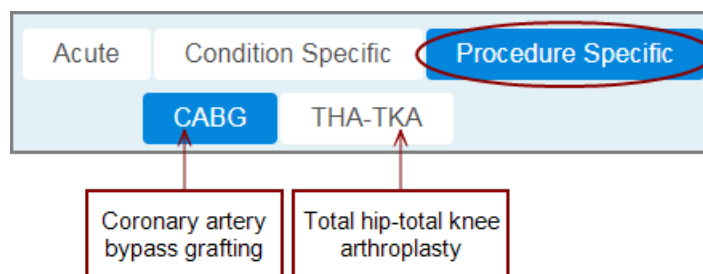 Acute Condition Specific Procedure Specific
CABG THA-TKA
Coronary artery
bypass grafting
Total hip-total knee
arthroplasty